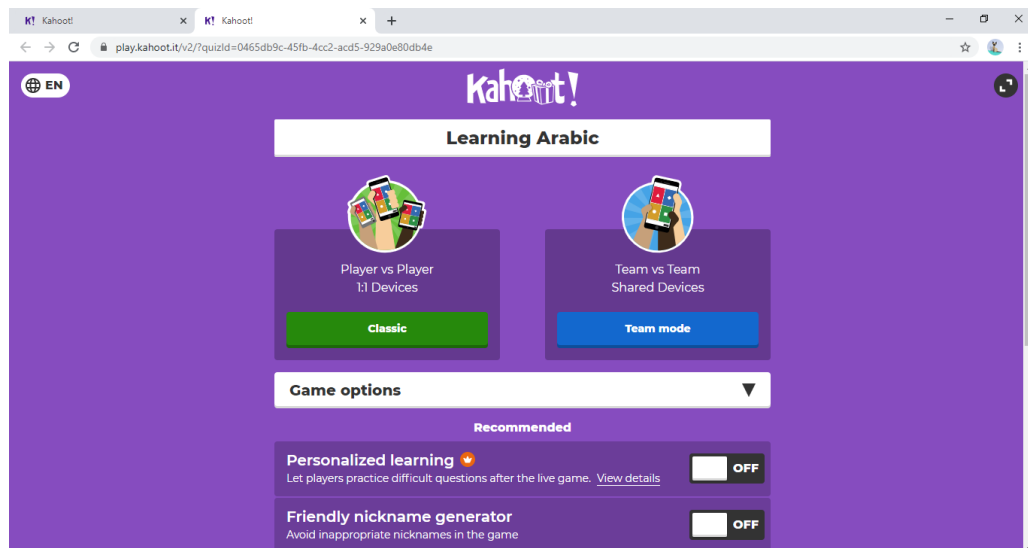 K! Kahoot!
K! Kahoot!
play.kahoot.it/v2/?quizId=0465db9c-45fb-4cc2-acd5-929a0e80db4e
EN
Kahoot!
Learning Arabic
Player vs Player
1:1 Devices
Classic
Team vs Team
Shared Devices
Team mode
Game options
Recommended
Personalized learning
Let players practice difficult questions after the live game. View details
OFF
Friendly nickname generator
Avoid inappropriate nicknames in the game
OFF